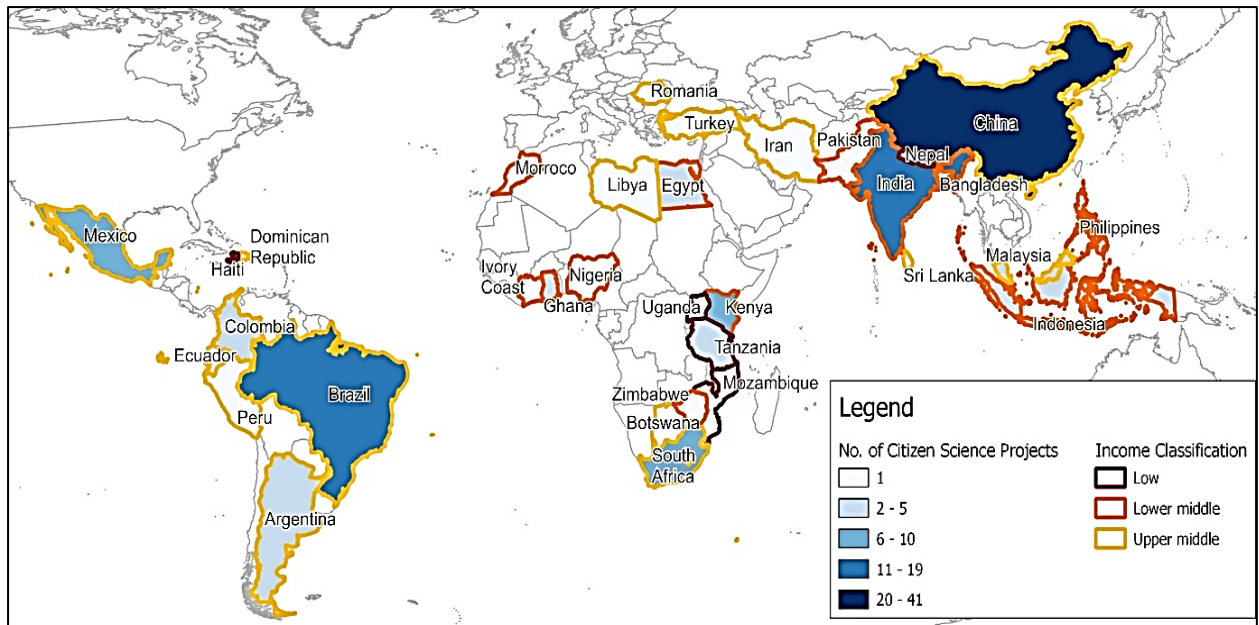 Romania
Turkey
Iran
Pakistan
China
Nepal
India
Bangladesh
Morroco
Libya
Egypt
Mexico
Dominican
Republic
Haiti
Philippines
Malaysia
Sri Lanka
Indonesia
Ivory
Coast
Nigeria
Ghana
Uganda
Kenya
Tanzania
Colombia
Ecuador
Brazil
Peru
Mozambique
Zimbabwe
Botswana
South
Africa
Argentina
Legend
No. of Citizen Science Projects
1
2 - 5
6 - 10
11 - 19
20 - 41
Income Classification
Low
Lower middle
Upper middle